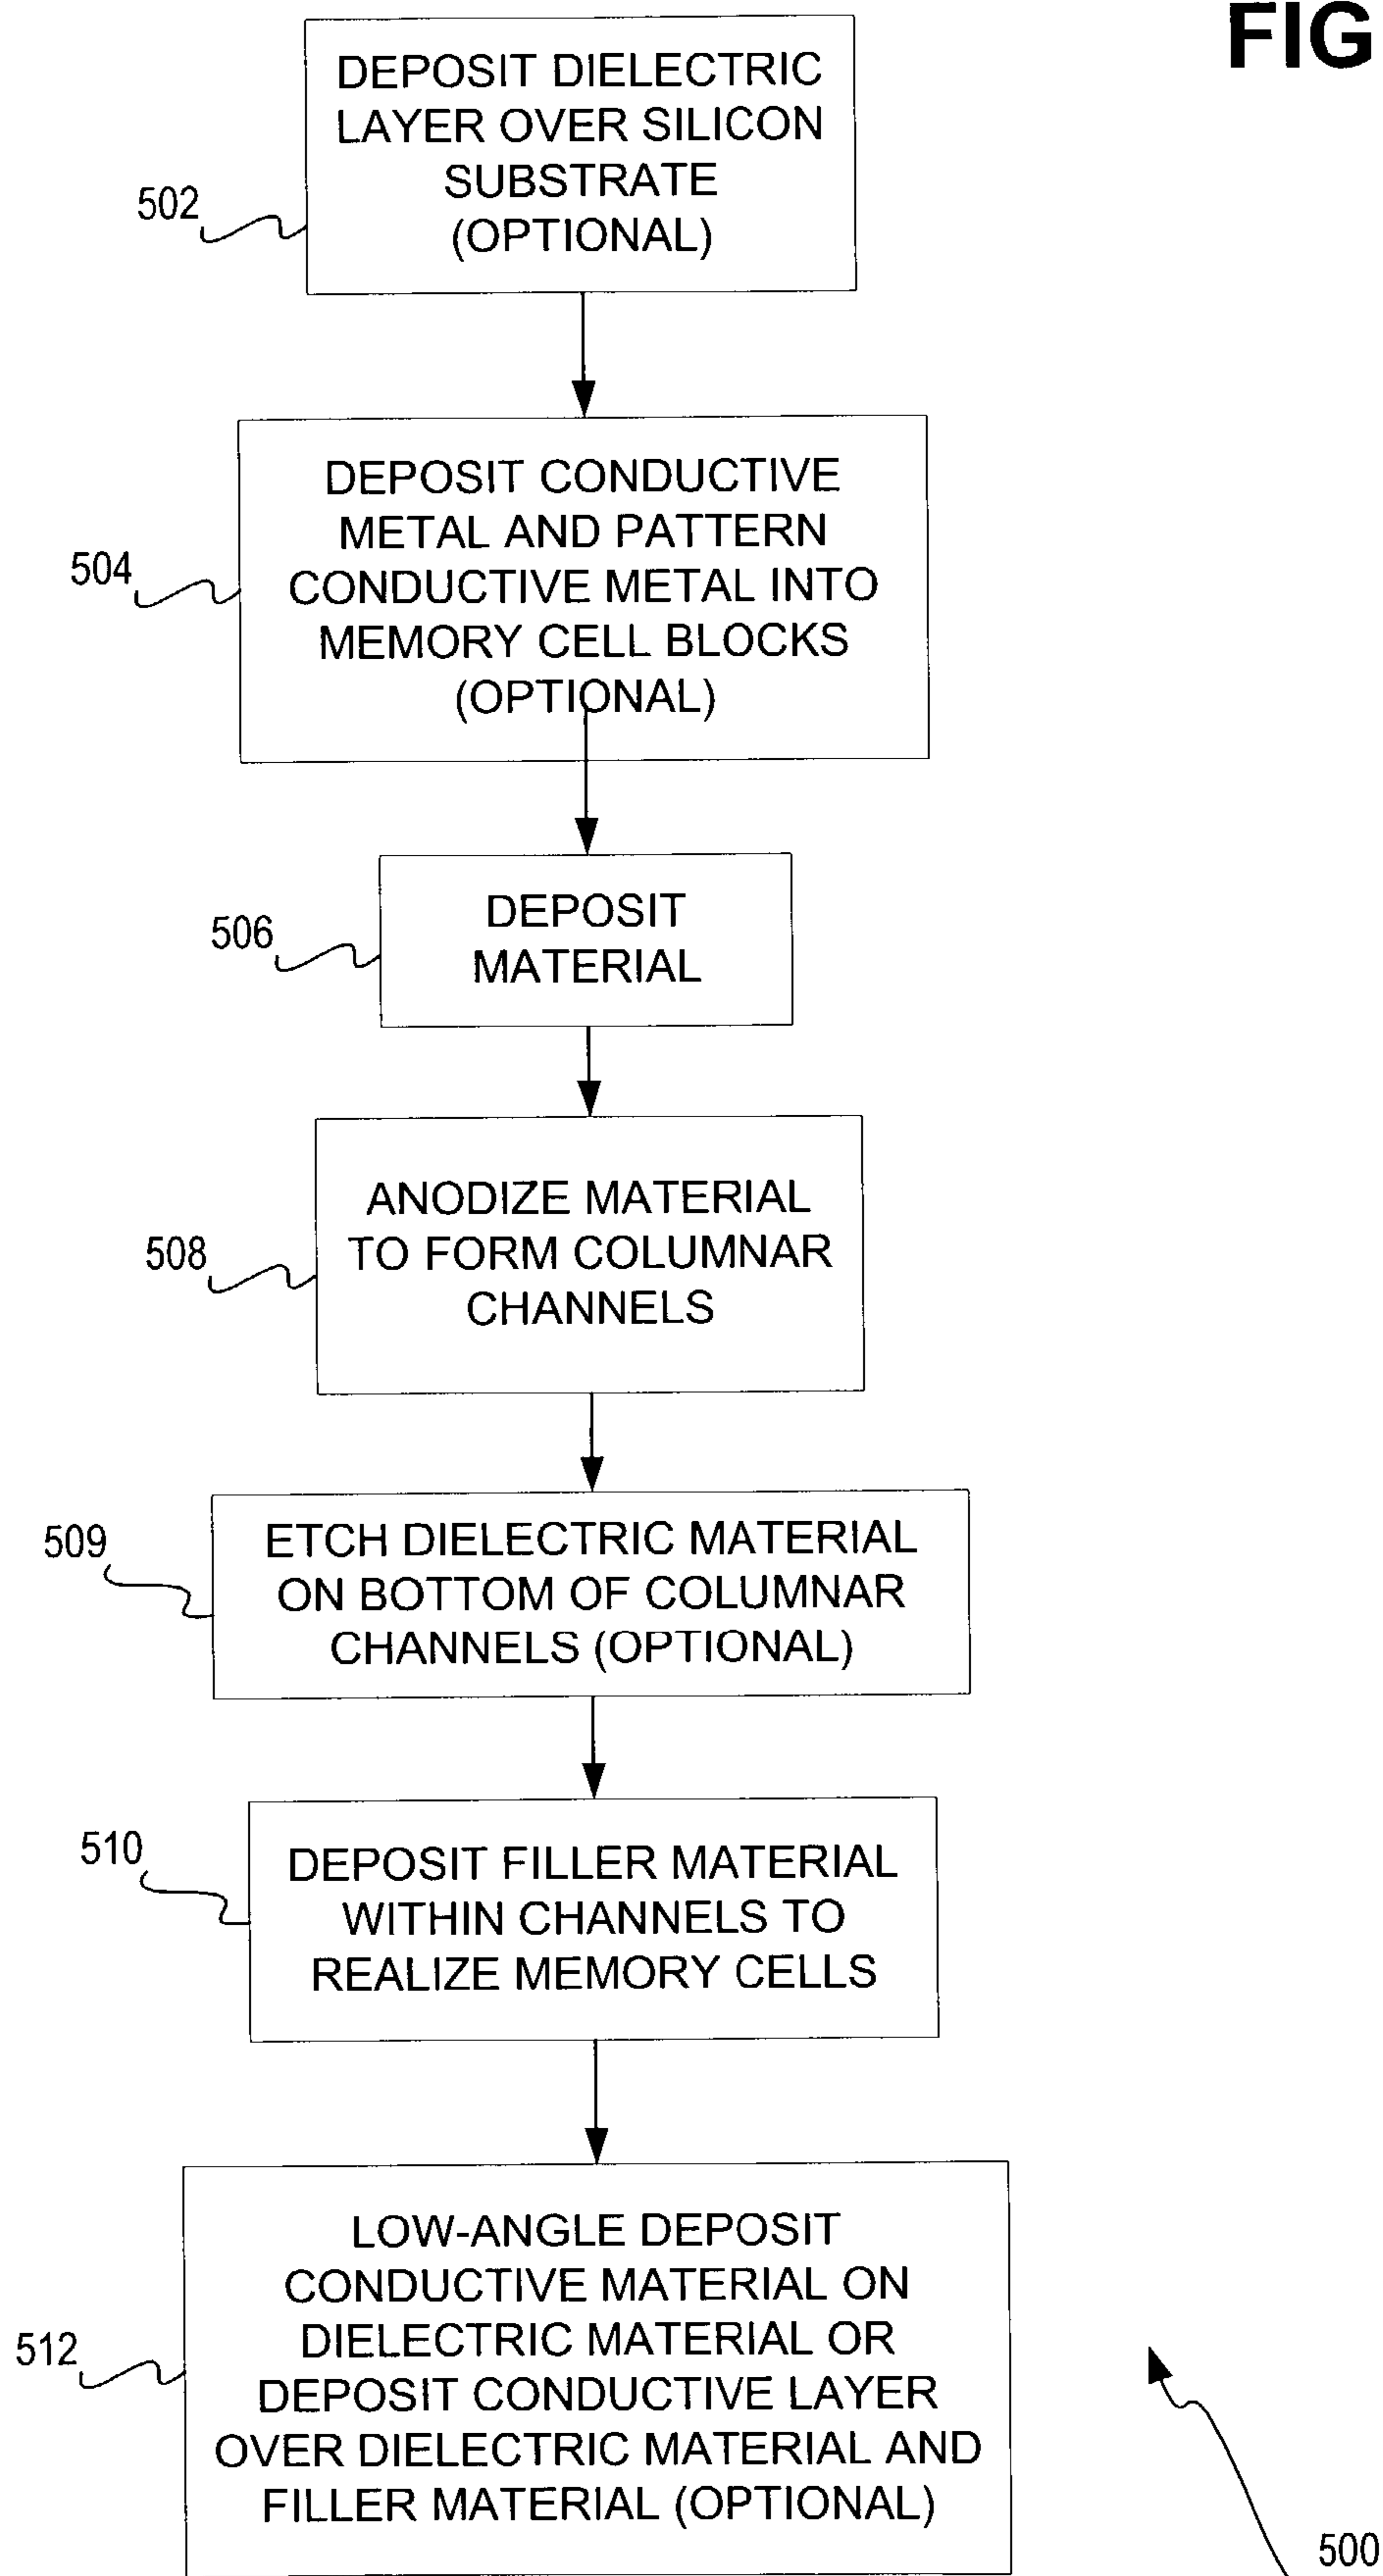 FIG
DEPOSIT DIELECTRIC
LAYER OVER SILICON
SUBSTRATE
(OPTIONAL)
502
DEPOSIT CONDUCTIVE
METAL AND PATTERN
CONDUCTIVE METAL INTO
MEMORY CELL BLOCKS
(OPTIONAL)
504
DEPOSIT
MATERIAL
506
ANODIZE MATERIAL
TO FORM COLUMNAR
CHANNELS
508
ETCH DIELECTRIC MATERIAL
ON BOTTOM OF COLUMNAR
CHANNELS (OPTIONAL)
509
DEPOSIT FILLER MATERIAL
WITHIN CHANNELS TO
REALIZE MEMORY CELLS
510
LOW-ANGLE DEPOSIT
CONDUCTIVE MATERIAL ON
DIELECTRIC MATERIAL OR
DEPOSIT CONDUCTIVE LAYER
OVER DIELECTRIC MATERIAL AND
FILLER MATERIAL (OPTIONAL)
512
500